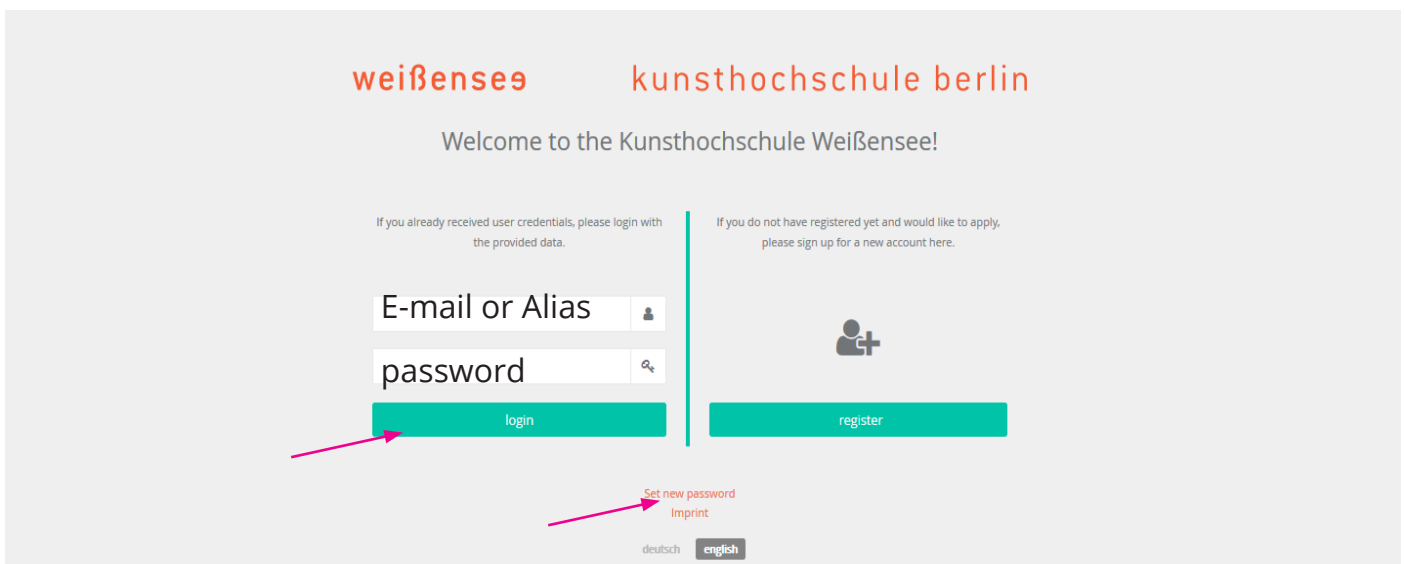 weißensee kunsthochschule berlin
Welcome to the Kunsthochschule Weißensee!
If you already received user credentials, please login with
the provided data.
E-mail or Alias
password
login
If you do not have registered yet and would like to apply,
please sign up for a new account here.
register
Set new password
Imprint
deutsch english